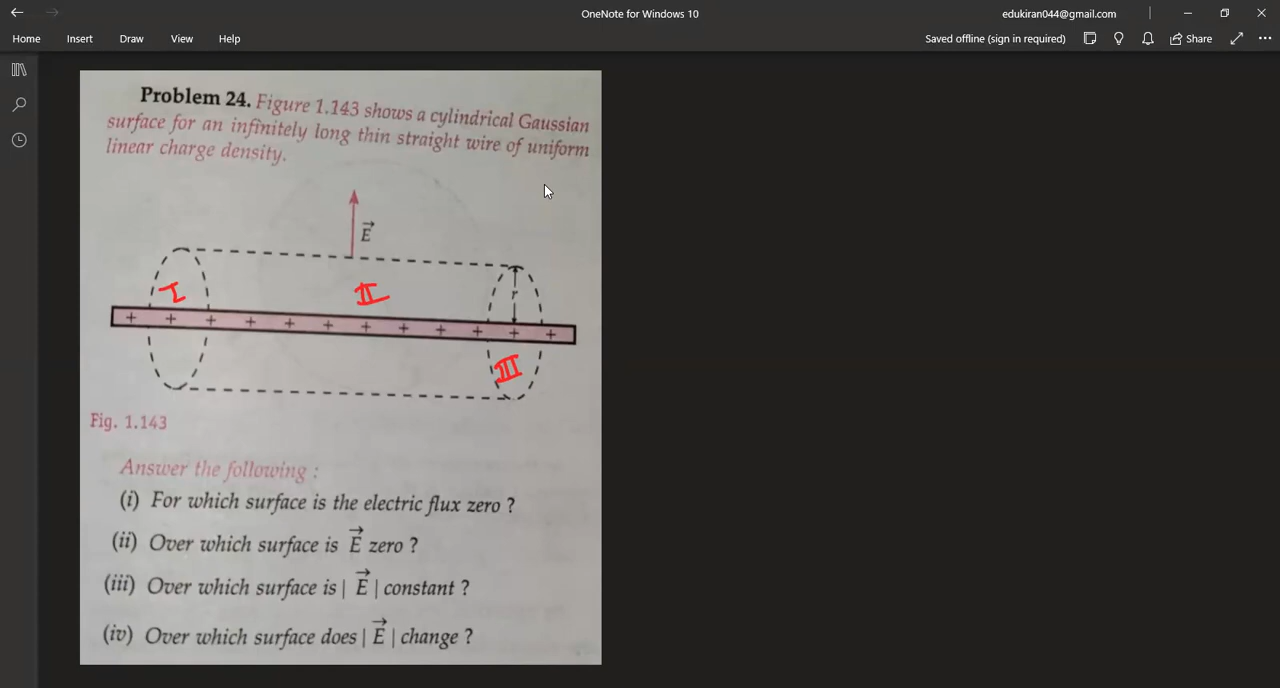 OneNote for Windows 10
edukiran044@gmail.com
Home Insert Draw View Help
Saved offline (sign in required) Share
Problem 24. Figure 1.143 shows a cylindrical Gaussian
surface for an infinitely long thin straight wire of uniform
linear charge density.
E
I
II
r
+ + + + + + + + + + + +
III
Fig. 1.143
Answer the following :
(i) For which surface is the electric flux zero ?
(ii) Over which surface is E⃗ zero ?
(iii) Over which surface is | E⃗ | constant ?
(iv) Over which surface does | E⃗ | change ?